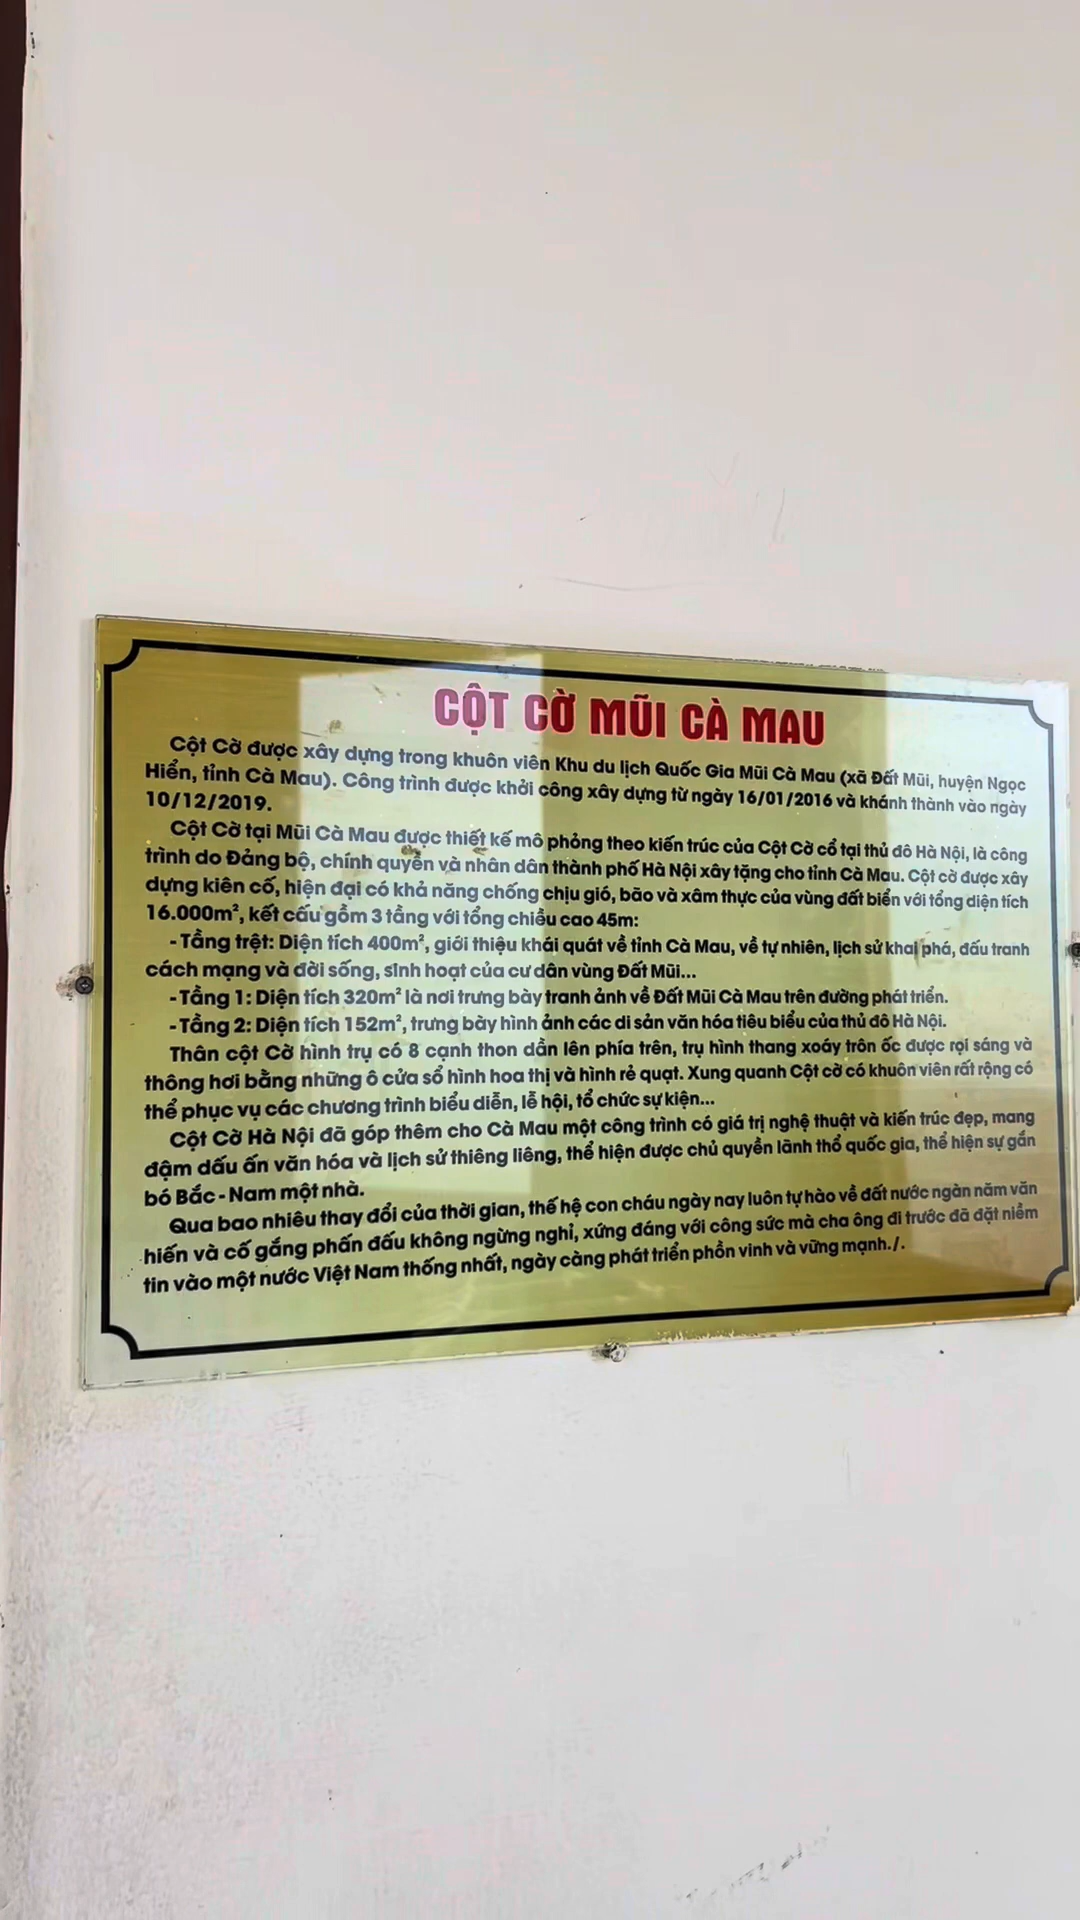 CỘT CỜ MŨI CÀ MAU
Cột Cờ được xây dựng trong khuôn viên Khu du lịch Quốc Gia Mũi Cà Mau (xã Đất Mũi, huyện Ngọc
Hiển, tỉnh Cà Mau). Công trình được khởi công xây dựng từ ngày 16/01/2016 và khánh thành vào ngày
10/12/2019.
Cột Cờ tại Mũi Cà Mau được thiết kế mô phỏng theo kiến trúc của Cột Cờ cổ tại thủ đô Hà Nội, là công
trình do Đảng bộ, chính quyền và nhân dân thành phố Hà Nội xây tặng cho tỉnh Cà Mau. Cột cờ được xây
dựng kiên cố, hiện đại có khả năng chống chịu gió, bão và xâm thực của vùng đất biển với tổng diện tích
16.000m², kết cấu gồm 3 tầng với tổng chiều cao 45m:
- Tầng trệt: Diện tích 400m², giới thiệu khái quát về tỉnh Cà Mau, về tự nhiên, lịch sử khai phá, đấu tranh
cách mạng và đời sống, sinh hoạt của cư dân vùng Đất Mũi...
- Tầng 1: Diện tích 320m² là nơi trưng bày tranh ảnh về Đất Mũi Cà Mau trên đường phát triển.
- Tầng 2: Diện tích 152m², trưng bày hình ảnh các di sản văn hóa tiêu biểu của thủ đô Hà Nội.
Thân cột Cờ hình trụ có 8 cạnh thon dần lên phía trên, trụ hình thang xoáy trôn ốc được rọi sáng và
thông hơi bằng những ô cửa sổ hình hoa thị và hình rẻ quạt. Xung quanh Cột cờ có khuôn viên rất rộng có
thể phục vụ các chương trình biểu diễn, lễ hội, tổ chức sự kiện...
Cột Cờ Hà Nội đã góp thêm cho Cà Mau một công trình có giá trị nghệ thuật và kiến trúc đẹp, mang
đậm dấu ấn văn hóa và lịch sử thiêng liêng, thể hiện được chủ quyền lãnh thổ quốc gia, thể hiện sự gắn
bó Bắc - Nam một nhà.
Qua bao nhiêu thay đổi của thời gian, thế hệ con cháu ngày nay luôn tự hào về đất nước ngàn năm văn
hiến và cố gắng phấn đấu không ngừng nghỉ, xứng đáng với công sức mà cha ông đi trước đã đặt niềm
tin vào một nước Việt Nam thống nhất, ngày càng phát triển phồn vinh và vững mạnh./.